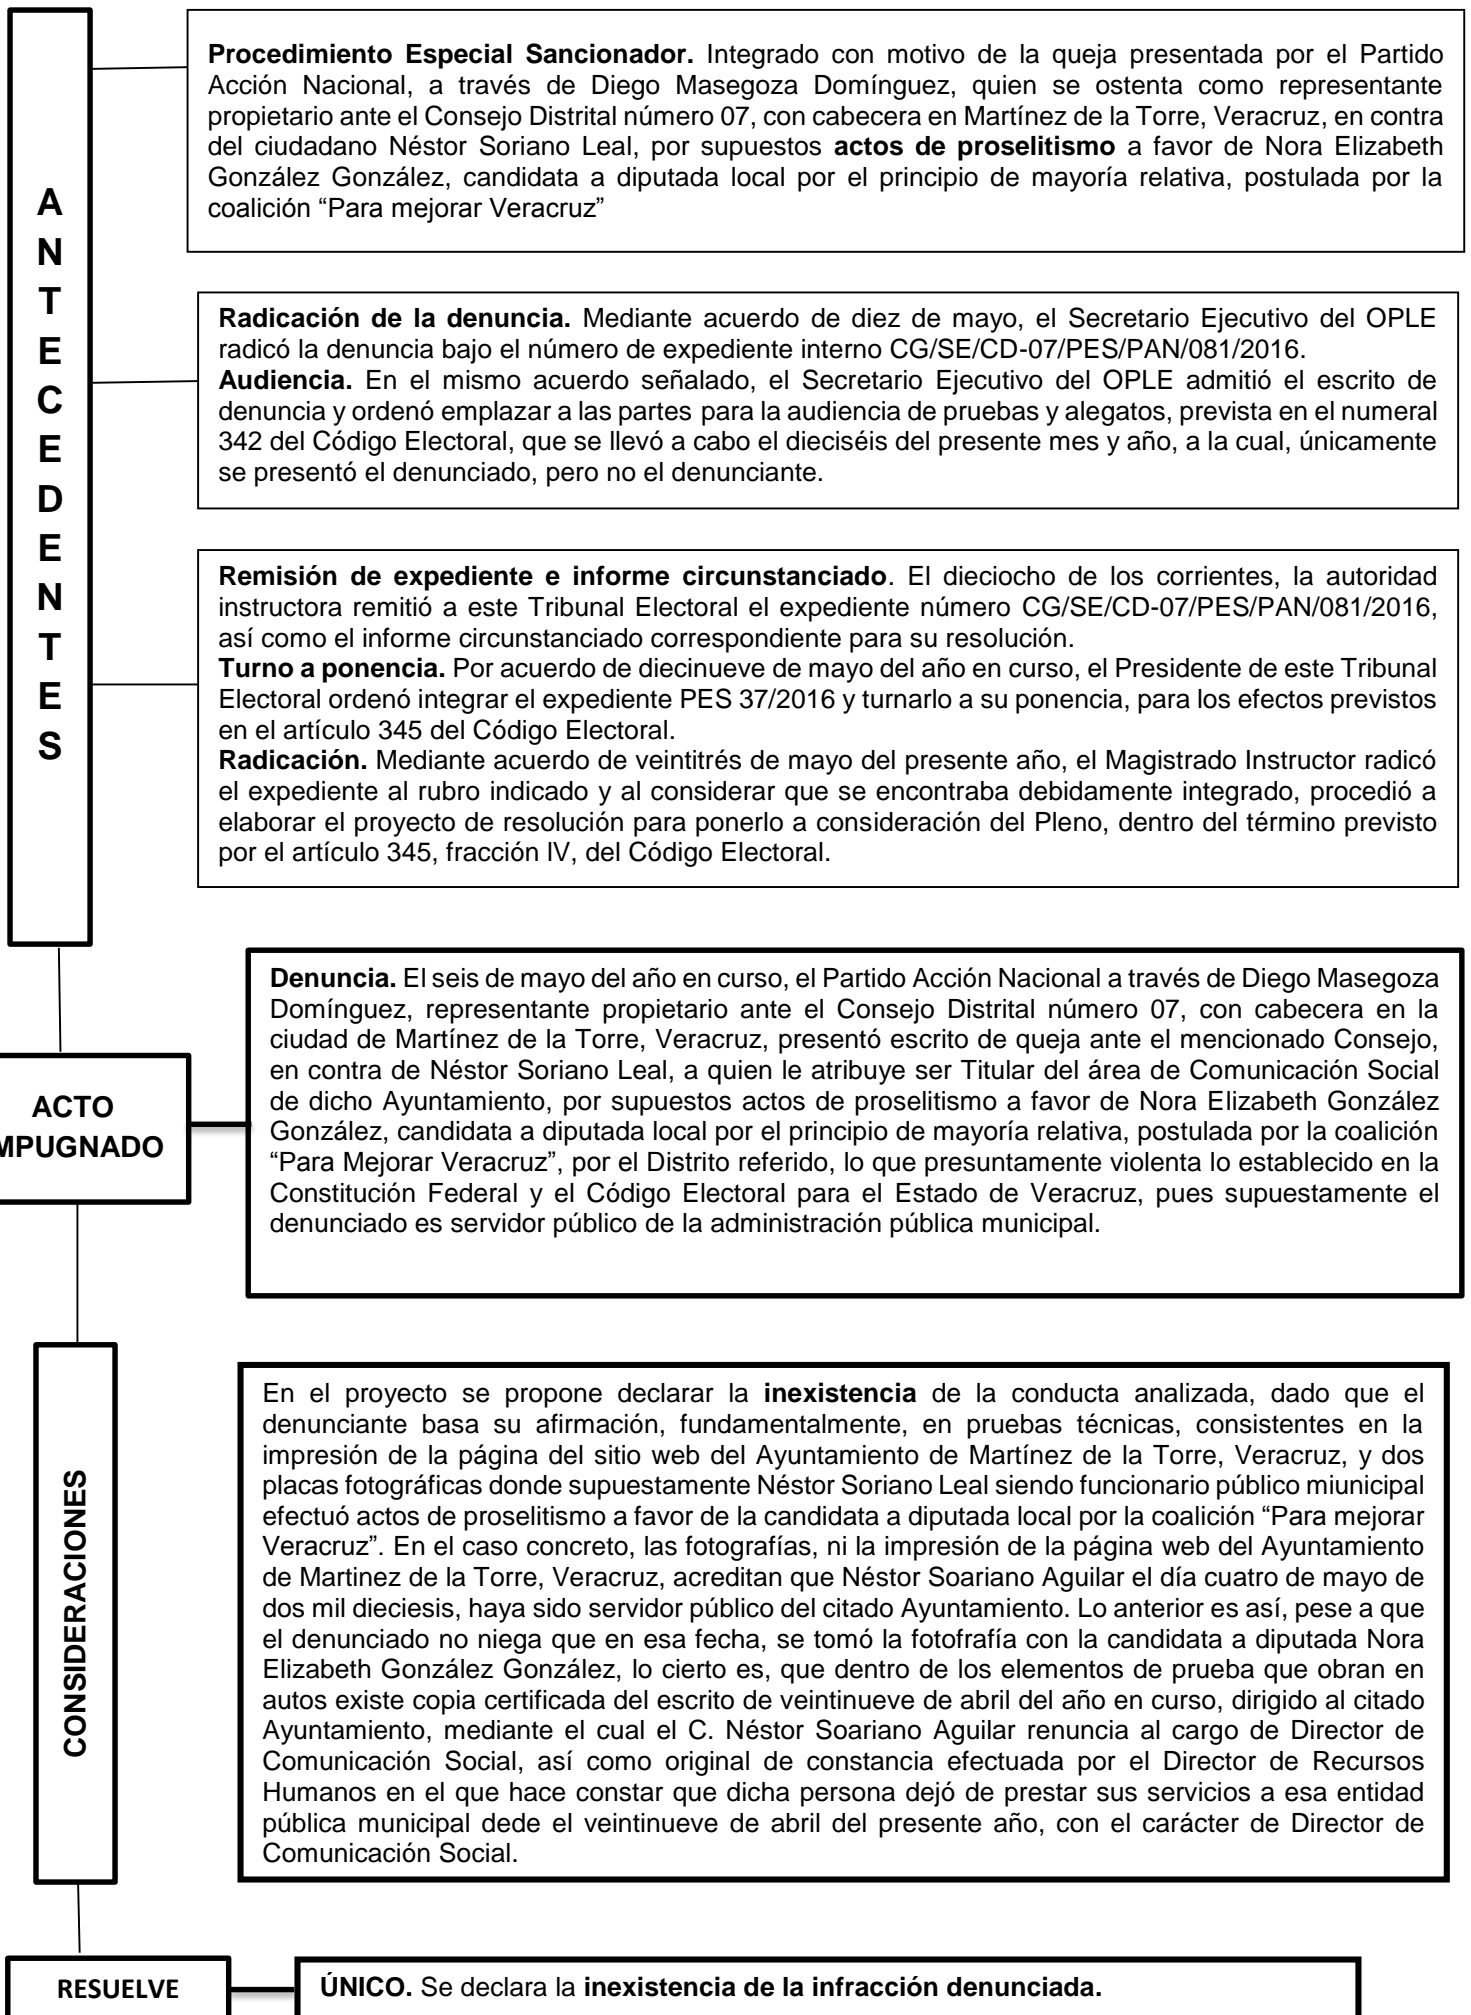 Procedimiento Especial Sancionador. Integrado con motivo de la queja presentada por el Partido
Acción Nacional, a través de Diego Masegoza Domínguez, quien se ostenta como representante
propietario ante el Consejo Distrital número 07, con cabecera en Martínez de la Torre, Veracruz, en contra
del ciudadano Néstor Soriano Leal, por supuestos actos de proselitismo a favor de Nora Elizabeth
González González, candidata a diputada local por el principio de mayoría relativa, postulada por la
coalición “Para mejorar Veracruz”
A
N
T
E
C
E
D
E
N
T
E
S
Radicación de la denuncia. Mediante acuerdo de diez de mayo, el Secretario Ejecutivo del OPLE
radicó la denuncia bajo el número de expediente interno CG/SE/CD-07/PES/PAN/081/2016.
Audiencia. En el mismo acuerdo señalado, el Secretario Ejecutivo del OPLE admitió el escrito de
denuncia y ordenó emplazar a las partes para la audiencia de pruebas y alegatos, prevista en el numeral
342 del Código Electoral, que se llevó a cabo el dieciséis del presente mes y año, a la cual, únicamente
se presentó el denunciado, pero no el denunciante.
Remisión de expediente e informe circunstanciado. El dieciocho de los corrientes, la autoridad
instructora remitió a este Tribunal Electoral el expediente número CG/SE/CD-07/PES/PAN/081/2016,
así como el informe circunstanciado correspondiente para su resolución.
Turno a ponencia. Por acuerdo de diecinueve de mayo del año en curso, el Presidente de este Tribunal
Electoral ordenó integrar el expediente PES 37/2016 y turnarlo a su ponencia, para los efectos previstos
en el artículo 345 del Código Electoral.
Radicación. Mediante acuerdo de veintitrés de mayo del presente año, el Magistrado Instructor radicó
el expediente al rubro indicado y al considerar que se encontraba debidamente integrado, procedió a
elaborar el proyecto de resolución para ponerlo a consideración del Pleno, dentro del término previsto
por el artículo 345, fracción IV, del Código Electoral.
ACTO
MPUGNADO
Denuncia. El seis de mayo del año en curso, el Partido Acción Nacional a través de Diego Masegoza
Domínguez, representante propietario ante el Consejo Distrital número 07, con cabecera en la
ciudad de Martínez de la Torre, Veracruz, presentó escrito de queja ante el mencionado Consejo,
en contra de Néstor Soriano Leal, a quien le atribuye ser Titular del área de Comunicación Social
de dicho Ayuntamiento, por supuestos actos de proselitismo a favor de Nora Elizabeth González
González, candidata a diputada local por el principio de mayoría relativa, postulada por la coalición
“Para Mejorar Veracruz”, por el Distrito referido, lo que presuntamente violenta lo establecido en la
Constitución Federal y el Código Electoral para el Estado de Veracruz, pues supuestamente el
denunciado es servidor público de la administración pública municipal.
CONSIDERACIONES
En el proyecto se propone declarar la inexistencia de la conducta analizada, dado que el
denunciante basa su afirmación, fundamentalmente, en pruebas técnicas, consistentes en la
impresión de la página del sitio web del Ayuntamiento de Martínez de la Torre, Veracruz, y dos
placas fotográficas donde supuestamente Néstor Soriano Leal siendo funcionario público miunicipal
efectuó actos de proselitismo a favor de la candidata a diputada local por la coalición “Para mejorar
Veracruz”. En el caso concreto, las fotografías, ni la impresión de la página web del Ayuntamiento
de Martinez de la Torre, Veracruz, acreditan que Néstor Soariano Aguilar el día cuatro de mayo de
dos mil dieciesis, haya sido servidor público del citado Ayuntamiento. Lo anterior es así, pese a que
el denunciado no niega que en esa fecha, se tomó la fotofrafía con la candidata a diputada Nora
Elizabeth González González, lo cierto es, que dentro de los elementos de prueba que obran en
autos existe copia certificada del escrito de veintinueve de abril del año en curso, dirigido al citado
Ayuntamiento, mediante el cual el C. Néstor Soariano Aguilar renuncia al cargo de Director de
Comunicación Social, así como original de constancia efectuada por el Director de Recursos
Humanos en el que hace constar que dicha persona dejó de prestar sus servicios a esa entidad
pública municipal dede el veintinueve de abril del presente año, con el carácter de Director de
Comunicación Social.
RESUELVE
ÚNICO. Se declara la inexistencia de la infracción denunciada.